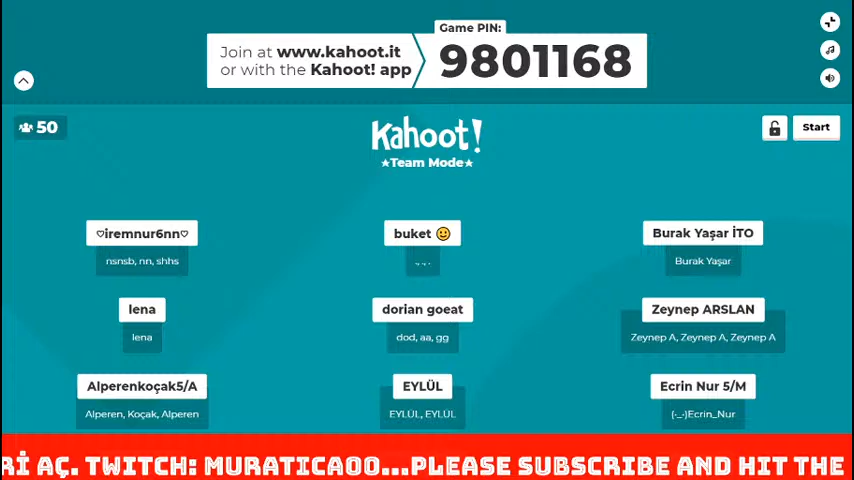 Game PIN:
Join at www.kahoot.it
or with the Kahoot! app
9801168
50
Kahoot!
★Team Mode★
Start
♡iremnur6nn♡
nsnsb, nn, shhs
buket 🙂
., ., .
Burak Yaşar İTO
Burak Yaşar
lena
lena
dorian goeat
dod, aa, gg
Zeynep ARSLAN
Zeynep A, Zeynep A, Zeynep A
Alperenkoçak5/A
Alperen, Koçak, Alperen
EYLÜL
EYLÜL, EYLÜL
Ecrin Nur 5/M
(-_-)Ecrin_Nur
Rİ AÇ. TWITCH: MURATICA00...PLEASE SUBSCRIBE AND HIT THE